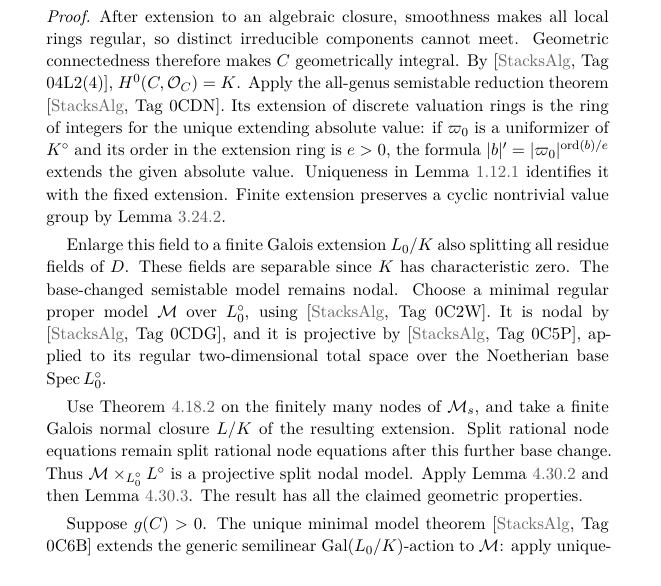 Proof. After extension to an algebraic closure, smoothness makes all local
rings regular, so distinct irreducible components cannot meet. Geometric
connectedness therefore makes C geometrically integral. By [StacksAlg, Tag
04L2(4)], H⁰(C, 𝒪_C) = K. Apply the all-genus semistable reduction theorem
[StacksAlg, Tag 0CDN]. Its extension of discrete valuation rings is the ring
of integers for the unique extending absolute value: if ϖ₀ is a uniformizer of
K° and its order in the extension ring is e > 0, the formula |b|′ = |ϖ₀|^{ord(b)/e}
extends the given absolute value. Uniqueness in Lemma 1.12.1 identifies it
with the fixed extension. Finite extension preserves a cyclic nontrivial value
group by Lemma 3.24.2.
Enlarge this field to a finite Galois extension L₀/K also splitting all residue
fields of D. These fields are separable since K has characteristic zero. The
base-changed semistable model remains nodal. Choose a minimal regular
proper model ℳ over L₀°, using [StacksAlg, Tag 0C2W]. It is nodal by
[StacksAlg, Tag 0CDG], and it is projective by [StacksAlg, Tag 0C5P], ap-
plied to its regular two-dimensional total space over the Noetherian base
Spec L₀°.
Use Theorem 4.18.2 on the finitely many nodes of ℳₛ, and take a finite
Galois normal closure L/K of the resulting extension. Split rational node
equations remain split rational node equations after this further base change.
Thus ℳ ×_{L₀°} L° is a projective split nodal model. Apply Lemma 4.30.2 and
then Lemma 4.30.3. The result has all the claimed geometric properties.
Suppose g(C) > 0. The unique minimal model theorem [StacksAlg, Tag
0C6B] extends the generic semilinear Gal(L₀/K)-action to ℳ: apply unique-